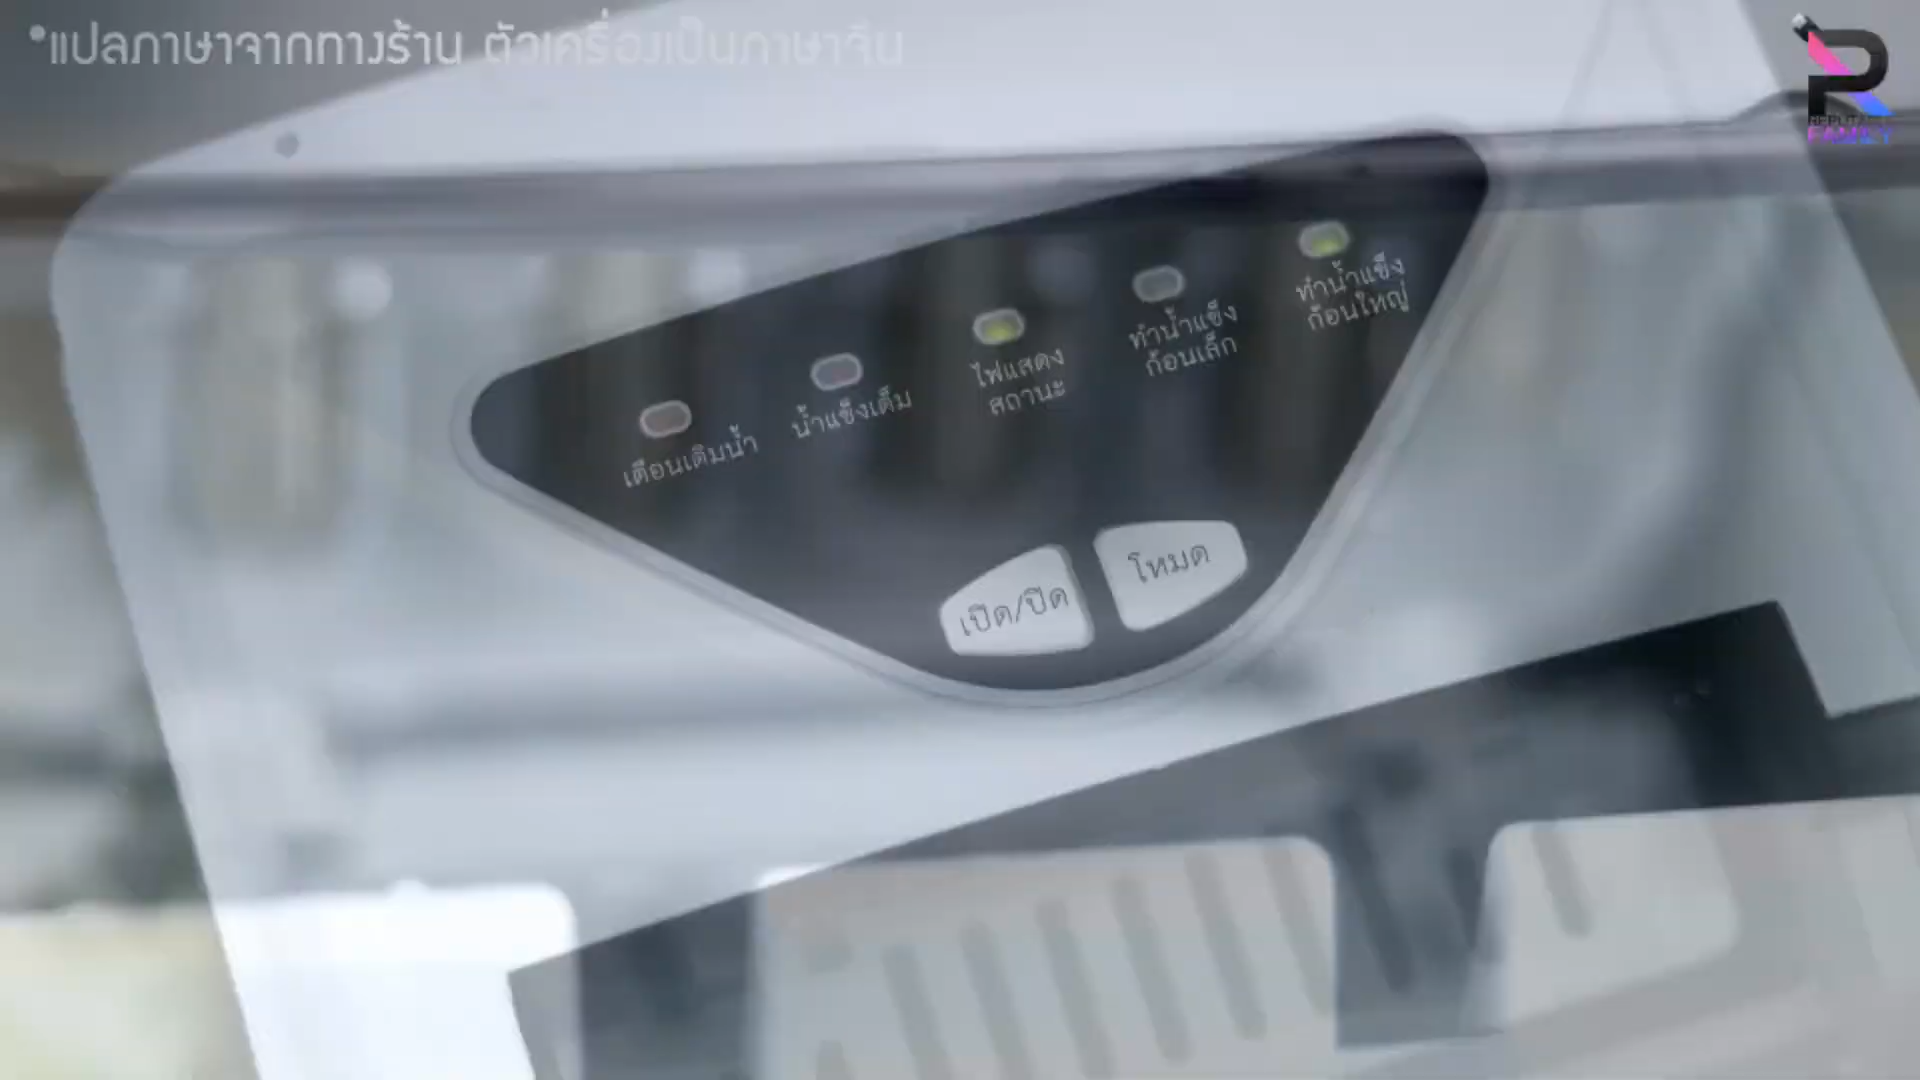 *แปลภาษาจากทางร้าน ตัวเครื่องเป็นภาษาจีน
REPUTA
FAMILY
ทำน้ำแข็ง
ก้อนใหญ่
ทำน้ำแข็ง
ก้อนเล็ก
ไฟแสดง
สถานะ
น้ำแข็งเต็ม
เตือนเติมน้ำ
เปิด/ปิด
โหมด